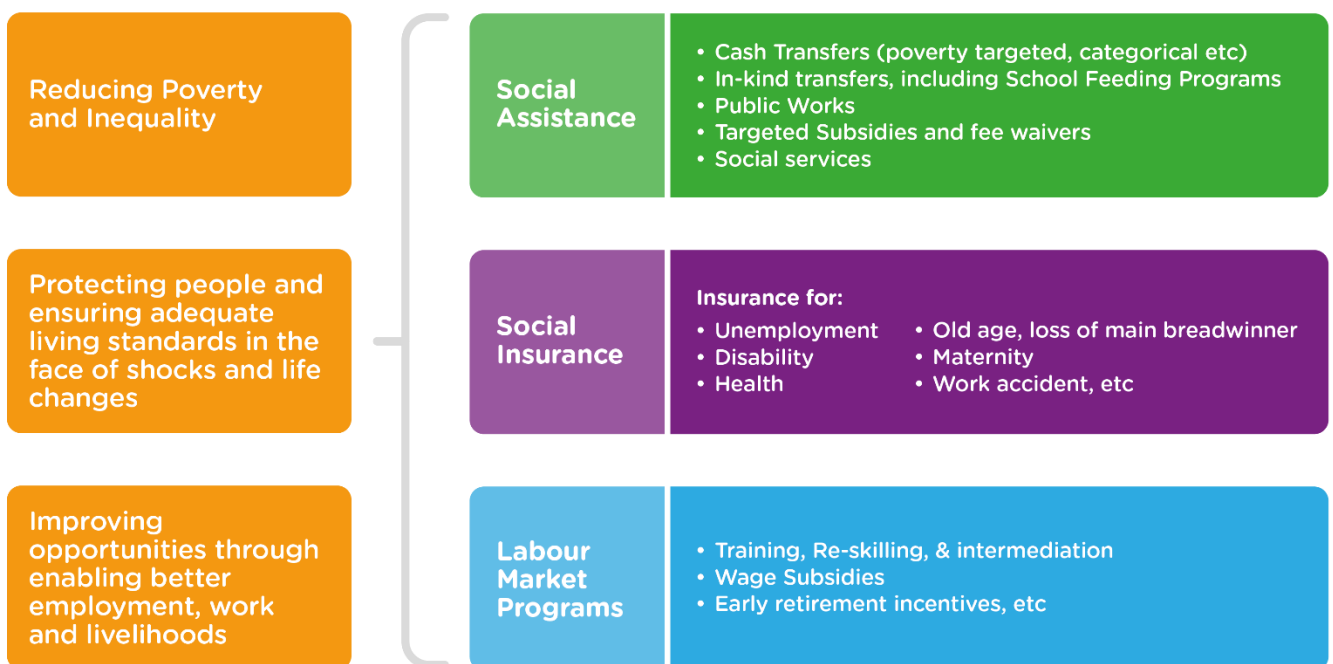 Reducing Poverty
and Inequality
Protecting people and
ensuring adequate
living standards in the
face of shocks and life
changes
Improving
opportunities through
enabling better
employment, work
and livelihoods
Social
Assistance
• Cash Transfers (poverty targeted, categorical etc)
• In-kind transfers, including School Feeding Programs
• Public Works
• Targeted Subsidies and fee waivers
• Social services
Social
Insurance
Insurance for:
• Unemployment
• Disability
• Health
• Old age, loss of main breadwinner
• Maternity
• Work accident, etc
Labour
Market
Programs
• Training, Re-skilling, & intermediation
• Wage Subsidies
• Early retirement incentives, etc